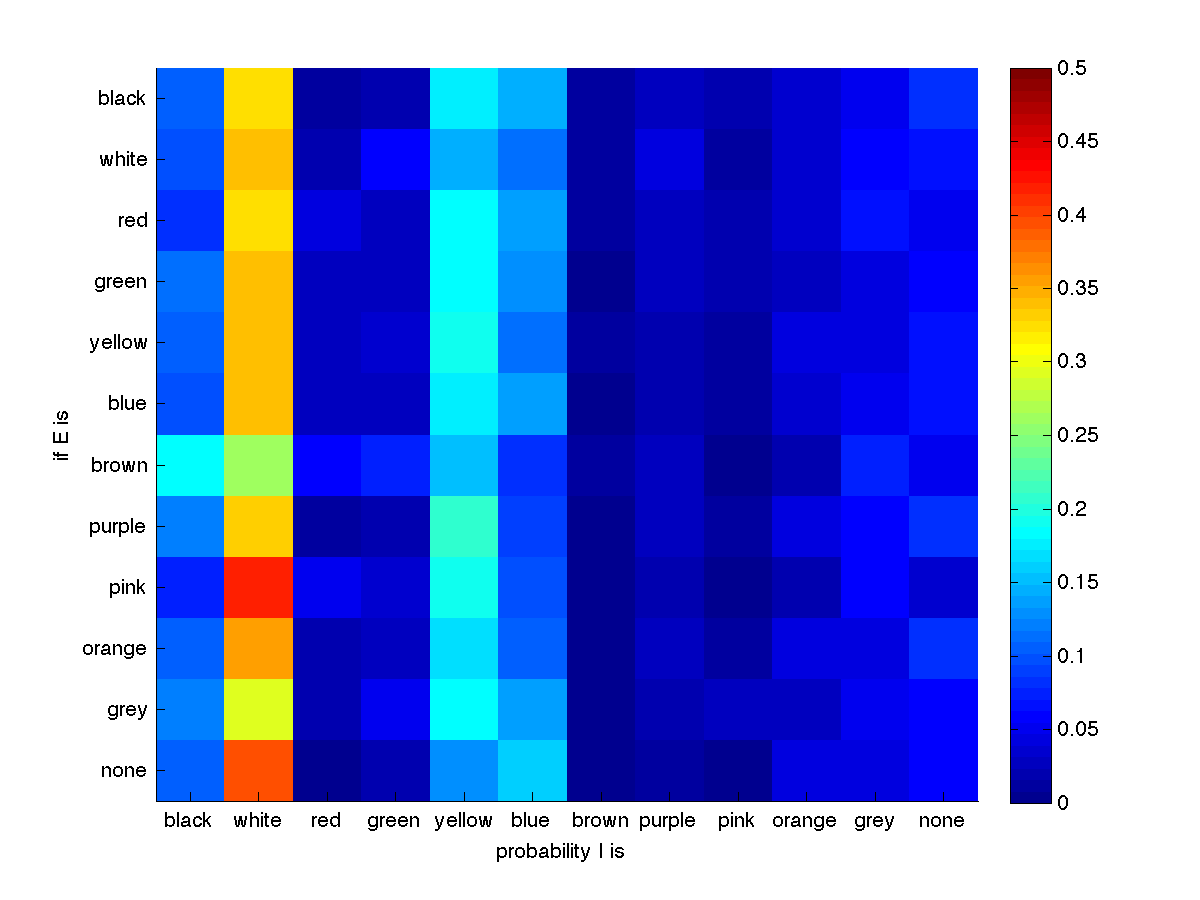 black
white
red
green
yellow
blue
brown
purple
pink
orange
grey
none
if E is
black white red green yellow blue brown purple pink orange grey none
probability I is
0.5
0.45
0.4
0.35
0.3
0.25
0.2
0.15
0.1
0.05
0